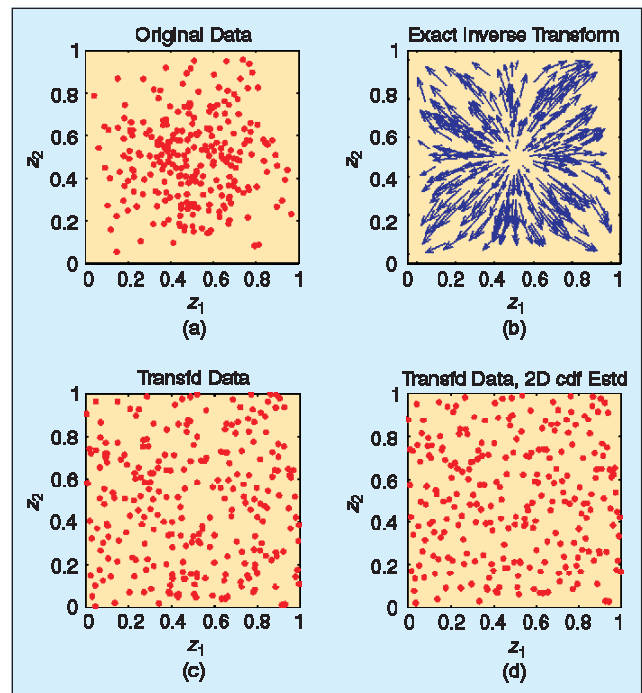 Original Data
Exact Inverse Transform
1
0.8
0.6
0.4
0.2
0
z2
0 0.2 0.4 0.6 0.8 1
z1
(a)
1
0.8
0.6
0.4
0.2
0
z2
0 0.2 0.4 0.6 0.8 1
z1
(b)
Transfd Data
Transfd Data, 2D cdf Estd
1
0.8
0.6
0.4
0.2
0
z2
0 0.2 0.4 0.6 0.8 1
z1
(c)
1
0.8
0.6
0.4
0.2
0
z2
0 0.2 0.4 0.6 0.8 1
z1
(d)